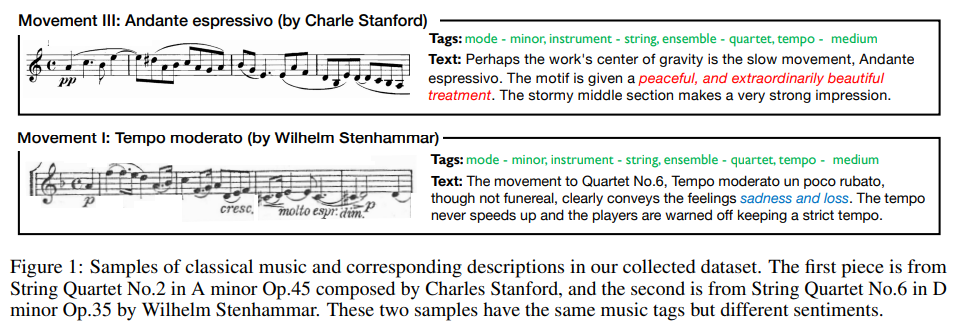 Movement III: Andante espressivo (by Charle Stanford)
pp
Tags: mode - minor, instrument - string, ensemble - quartet, tempo - medium
Text: Perhaps the work's center of gravity is the slow movement, Andante
espressivo. The motif is given a peaceful, and extraordinarily beautiful
treatment. The stormy middle section makes a very strong impression.
Movement I: Tempo moderato (by Wilhelm Stenhammar)
p
cresc. molto espr. dim. p
Tags: mode - minor, instrument - string, ensemble - quartet, tempo - medium
Text: The movement to Quartet No.6, Tempo moderato un poco rubato,
though not funereal, clearly conveys the feelings sadness and loss. The tempo
never speeds up and the players are warned off keeping a strict tempo.
Figure 1: Samples of classical music and corresponding descriptions in our collected dataset. The first piece is from
String Quartet No.2 in A minor Op.45 composed by Charles Stanford, and the second is from String Quartet No.6 in D
minor Op.35 by Wilhelm Stenhammar. These two samples have the same music tags but different sentiments.